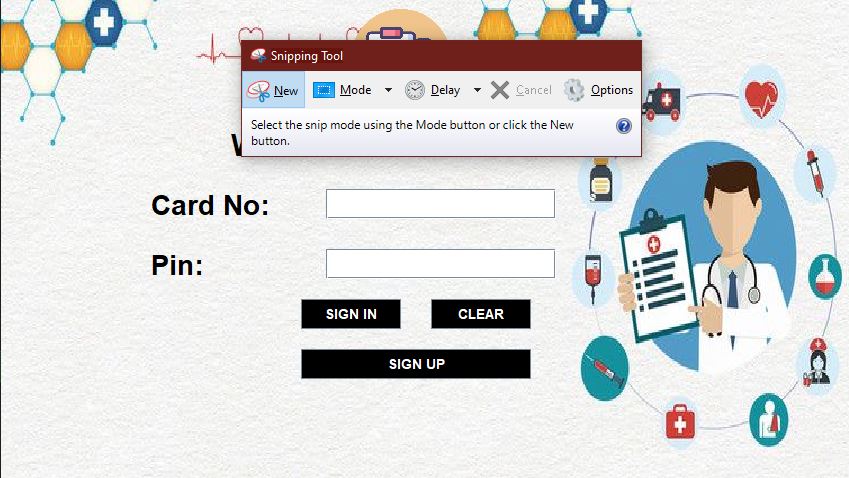 Snipping Tool
New Mode Delay Cancel Options
Select the snip mode using the Mode button or click the New
button.
Card No:
Pin:
SIGN IN CLEAR
SIGN UP